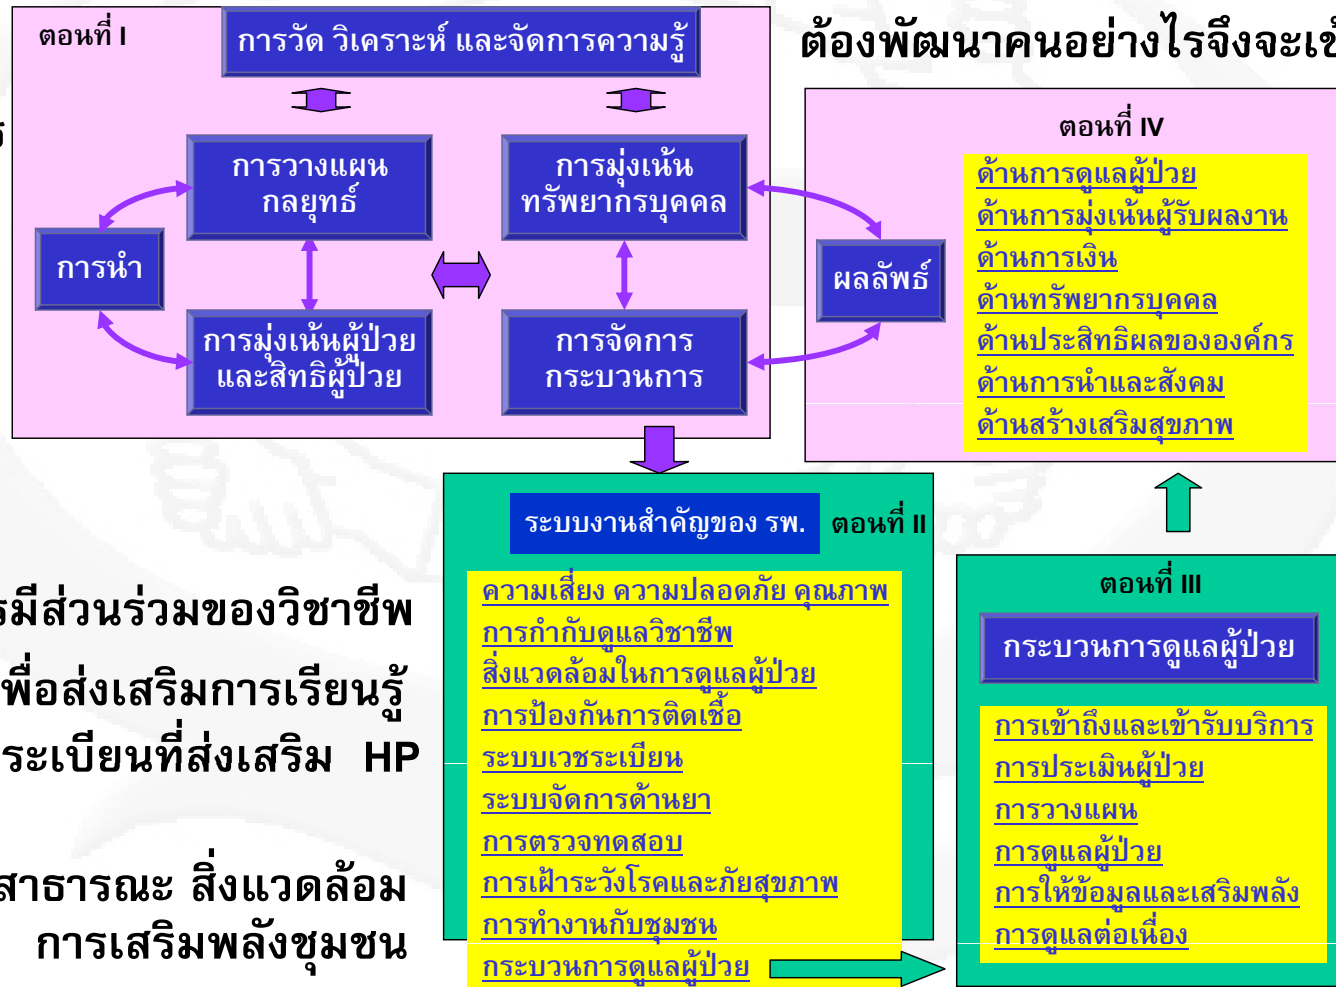 ตอนที่ I
การวัด วิเคราะห์ และจัดการความรู้
การวางแผน
กลยุทธ์
การมุ่งเน้น
ทรัพยากรบุคคล
การนำ
การมุ่งเน้นผู้ป่วย
และสิทธิผู้ป่วย
การจัดการ
กระบวนการ
ต้องพัฒนาคนอย่างไรจึงจะเข้
ตอนที่ IV
ผลลัพธ์
ด้านการดูแลผู้ป่วย
ด้านการมุ่งเน้นผู้รับผลงาน
ด้านการเงิน
ด้านทรัพยากรบุคคล
ด้านประสิทธิผลขององค์กร
ด้านการนำและสังคม
ด้านสร้างเสริมสุขภาพ
ระบบงานสำคัญของ รพ.
ตอนที่ II
ความเสี่ยง ความปลอดภัย คุณภาพ
การกำกับดูแลวิชาชีพ
สิ่งแวดล้อมในการดูแลผู้ป่วย
การป้องกันการติดเชื้อ
ระบบเวชระเบียน
ระบบจัดการด้านยา
การตรวจทดสอบ
การเฝ้าระวังโรคและภัยสุขภาพ
การทำงานกับชุมชน
กระบวนการดูแลผู้ป่วย
ตอนที่ III
กระบวนการดูแลผู้ป่วย
การเข้าถึงและเข้ารับบริการ
การประเมินผู้ป่วย
การวางแผน
การดูแลผู้ป่วย
การให้ข้อมูลและเสริมพลัง
การดูแลต่อเนื่อง
รมีส่วนร่วมของวิชาชีพ
พื่อส่งเสริมการเรียนรู้
ระเบียนที่ส่งเสริม HP
สาธารณะ สิ่งแวดล้อม
การเสริมพลังชุมชน